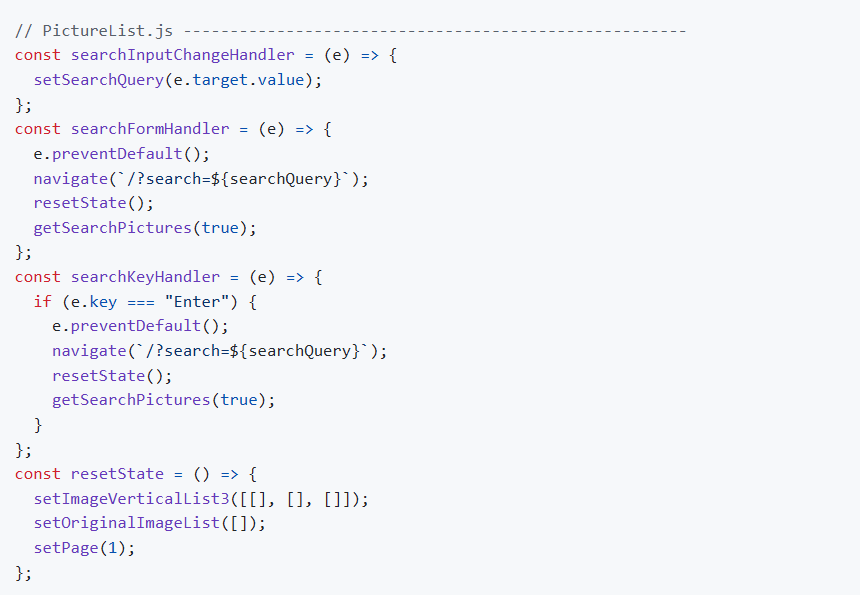 // PictureList.js ------------------------------------------------------
const searchInputChangeHandler = (e) => {
  setSearchQuery(e.target.value);
};
const searchFormHandler = (e) => {
  e.preventDefault();
  navigate(`/?search=${searchQuery}`);
  resetState();
  getSearchPictures(true);
};
const searchKeyHandler = (e) => {
  if (e.key === "Enter") {
    e.preventDefault();
    navigate(`/?search=${searchQuery}`);
    resetState();
    getSearchPictures(true);
  }
};
const resetState = () => {
  setImageVerticalList3([[], [], []]);
  setOriginalImageList([]);
  setPage(1);
};